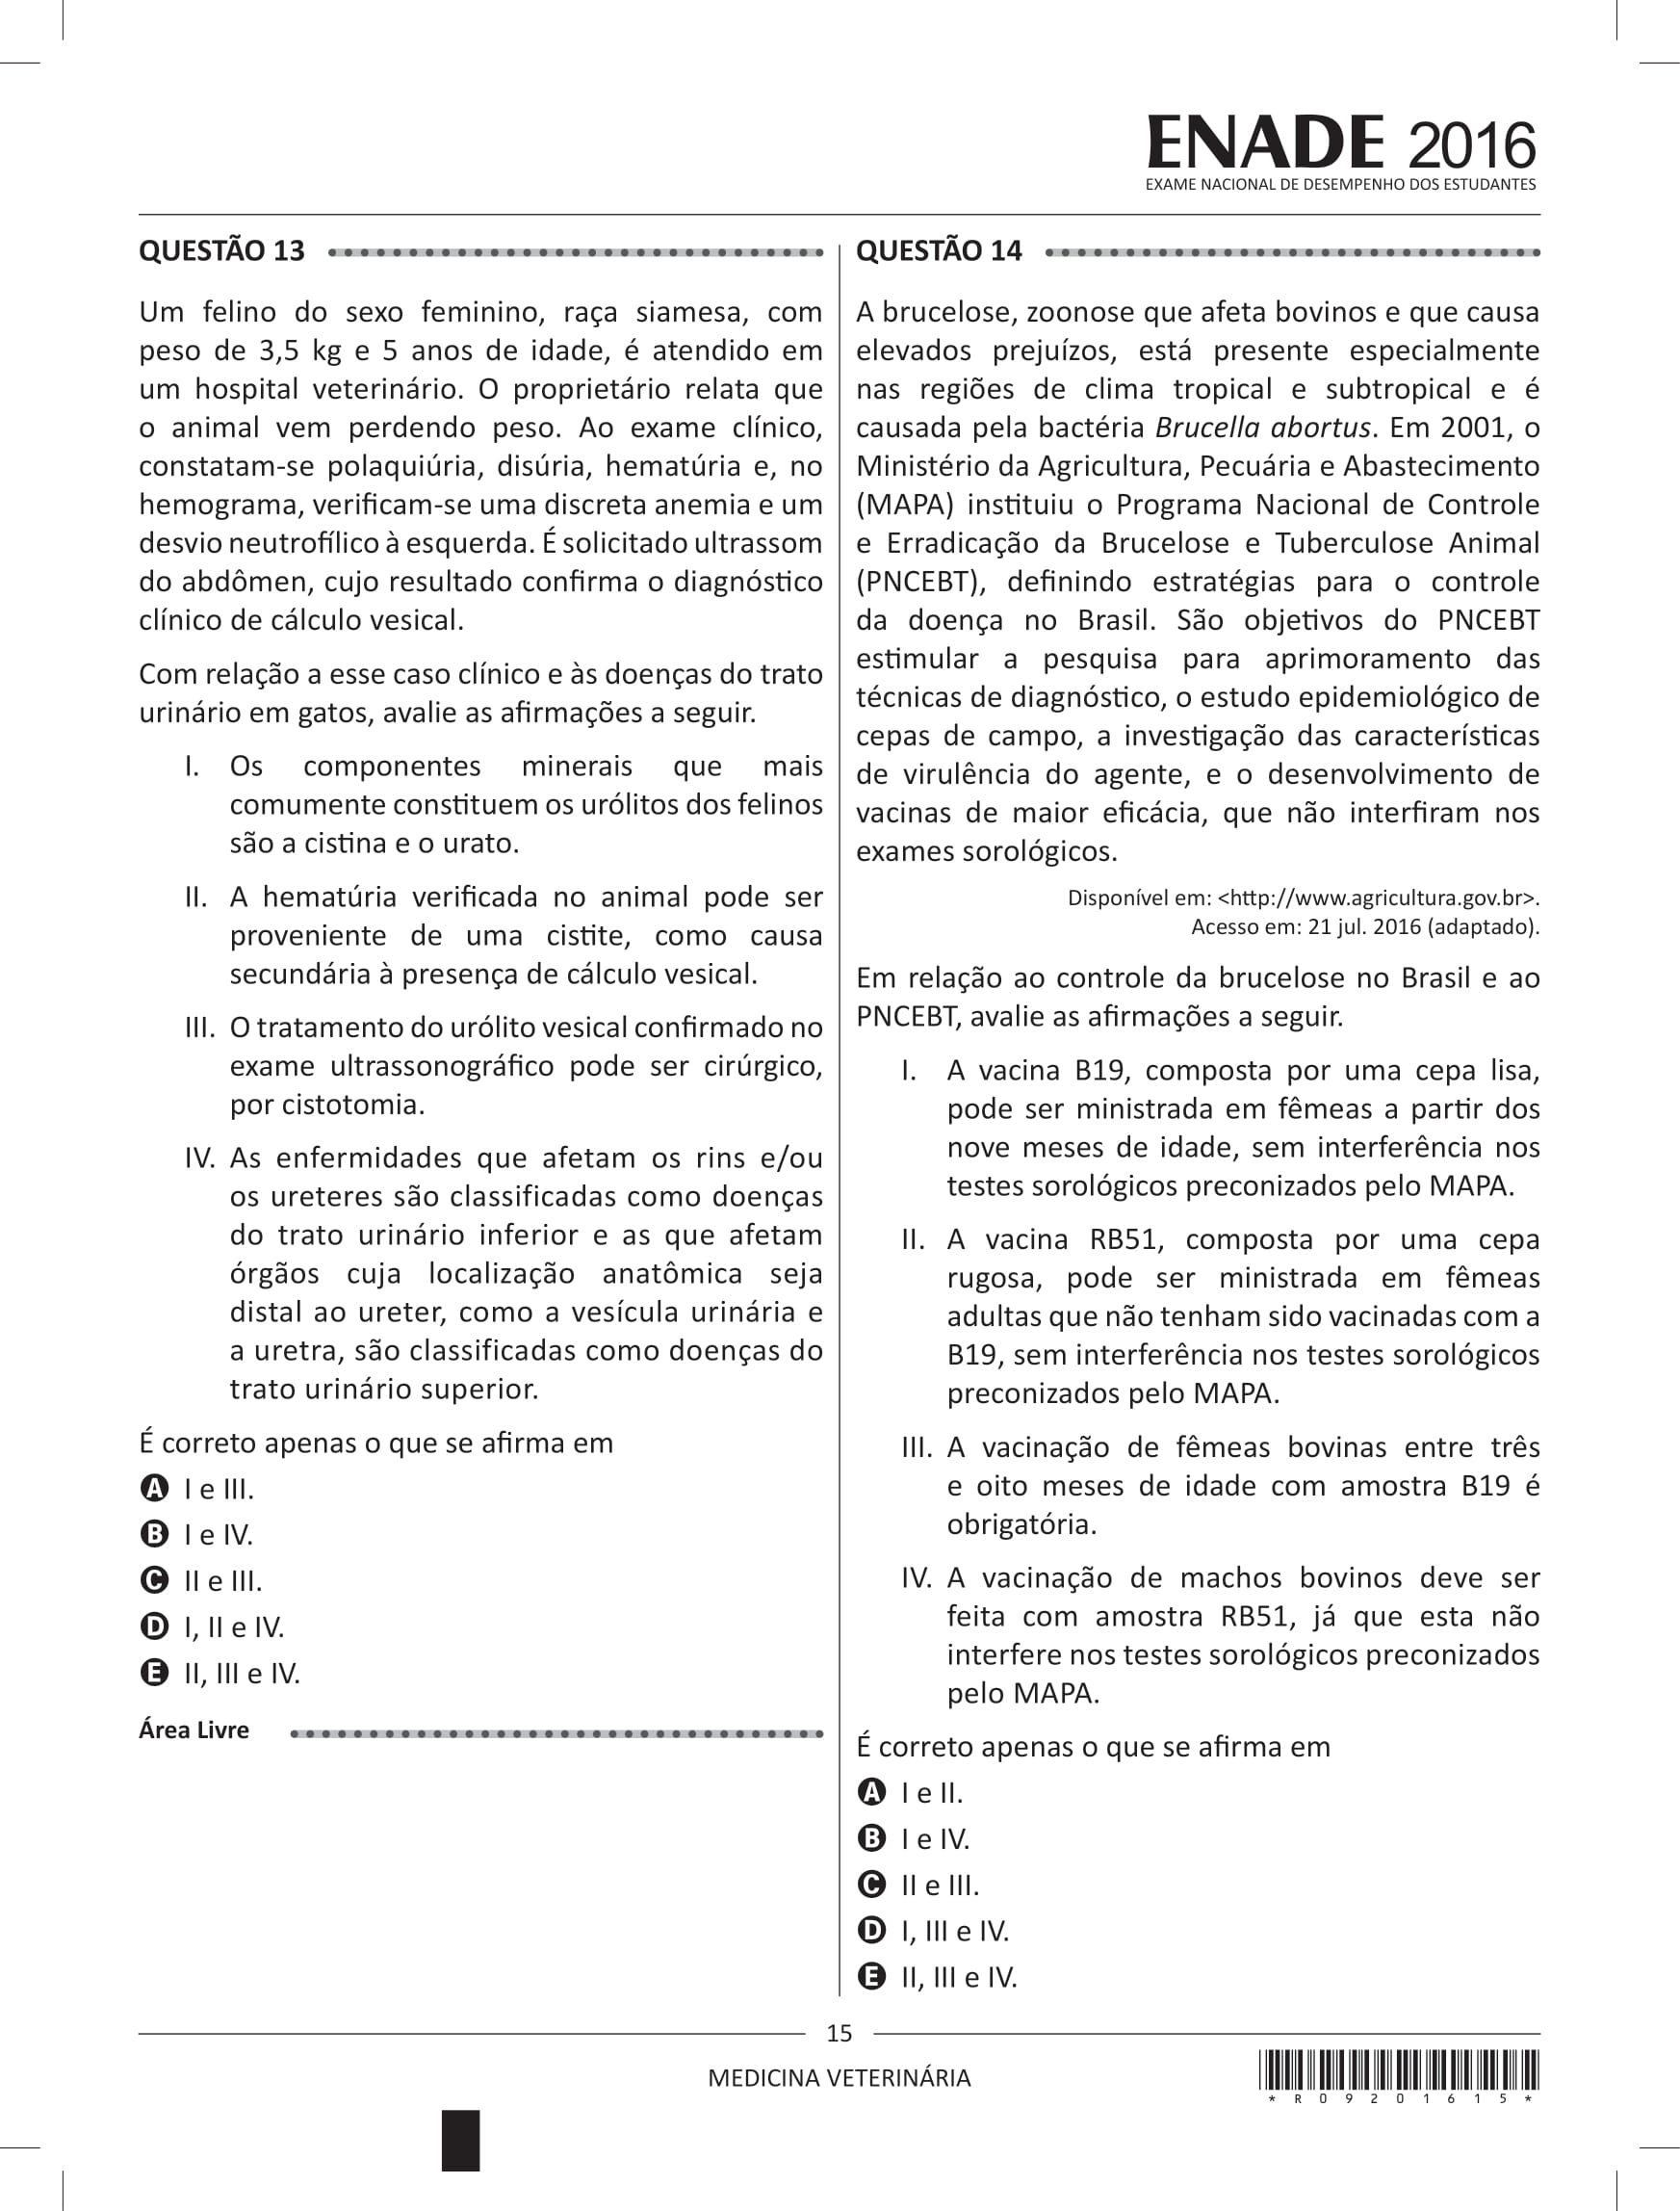 ENADE 2016
EXAME NACIONAL DE DESEMPENHO DOS ESTUDANTES
QUESTÃO 13
Um felino do sexo feminino, raça siamesa, com
peso de 3,5 kg e 5 anos de idade, é atendido em
um hospital veterinário. O proprietário relata que
o animal vem perdendo peso. Ao exame clínico,
constatam-se polaquiúria, disúria, hematúria e, no
hemograma, verificam-se uma discreta anemia e um
desvio neutrofílico à esquerda. É solicitado ultrassom
do abdômen, cujo resultado confirma o diagnóstico
clínico de cálculo vesical.
Com relação a esse caso clínico e às doenças do trato
urinário em gatos, avalie as afirmações a seguir.
I. Os componentes minerais que mais
comumente constituem os urólitos dos felinos
são a cistina e o urato.
II. A hematúria verificada no animal pode ser
proveniente de uma cistite, como causa
secundária à presença de cálculo vesical.
III. O tratamento do urólito vesical confirmado no
exame ultrassonográfico pode ser cirúrgico,
por cistotomia.
IV. As enfermidades que afetam os rins e/ou
os ureteres são classificadas como doenças
do trato urinário inferior e as que afetam
órgãos cuja localização anatômica seja
distal ao ureter, como a vesícula urinária e
a uretra, são classificadas como doenças do
trato urinário superior.
É correto apenas o que se afirma em
A I e III.
B I e IV.
C II e III.
D I, II e IV.
E II, III e IV.
Área Livre
QUESTÃO 14
A brucelose, zoonose que afeta bovinos e que causa
elevados prejuízos, está presente especialmente
nas regiões de clima tropical e subtropical e é
causada pela bactéria Brucella abortus. Em 2001, o
Ministério da Agricultura, Pecuária e Abastecimento
(MAPA) instituiu o Programa Nacional de Controle
e Erradicação da Brucelose e Tuberculose Animal
(PNCEBT), definindo estratégias para o controle
da doença no Brasil. São objetivos do PNCEBT
estimular a pesquisa para aprimoramento das
técnicas de diagnóstico, o estudo epidemiológico de
cepas de campo, a investigação das características
de virulência do agente, e o desenvolvimento de
vacinas de maior eficácia, que não interfiram nos
exames sorológicos.
Disponível em: <http://www.agricultura.gov.br>.
Acesso em: 21 jul. 2016 (adaptado).
Em relação ao controle da brucelose no Brasil e ao
PNCEBT, avalie as afirmações a seguir.
I. A vacina B19, composta por uma cepa lisa,
pode ser ministrada em fêmeas a partir dos
nove meses de idade, sem interferência nos
testes sorológicos preconizados pelo MAPA.
II. A vacina RB51, composta por uma cepa
rugosa, pode ser ministrada em fêmeas
adultas que não tenham sido vacinadas com a
B19, sem interferência nos testes sorológicos
preconizados pelo MAPA.
III. A vacinação de fêmeas bovinas entre três
e oito meses de idade com amostra B19 é
obrigatória.
IV. A vacinação de machos bovinos deve ser
feita com amostra RB51, já que esta não
interfere nos testes sorológicos preconizados
pelo MAPA.
É correto apenas o que se afirma em
A I e II.
B I e IV.
C II e III.
D I, III e IV.
E II, III e IV.
15
MEDICINA VETERINÁRIA
* R 0 9 2 0 1 6 1 5 *